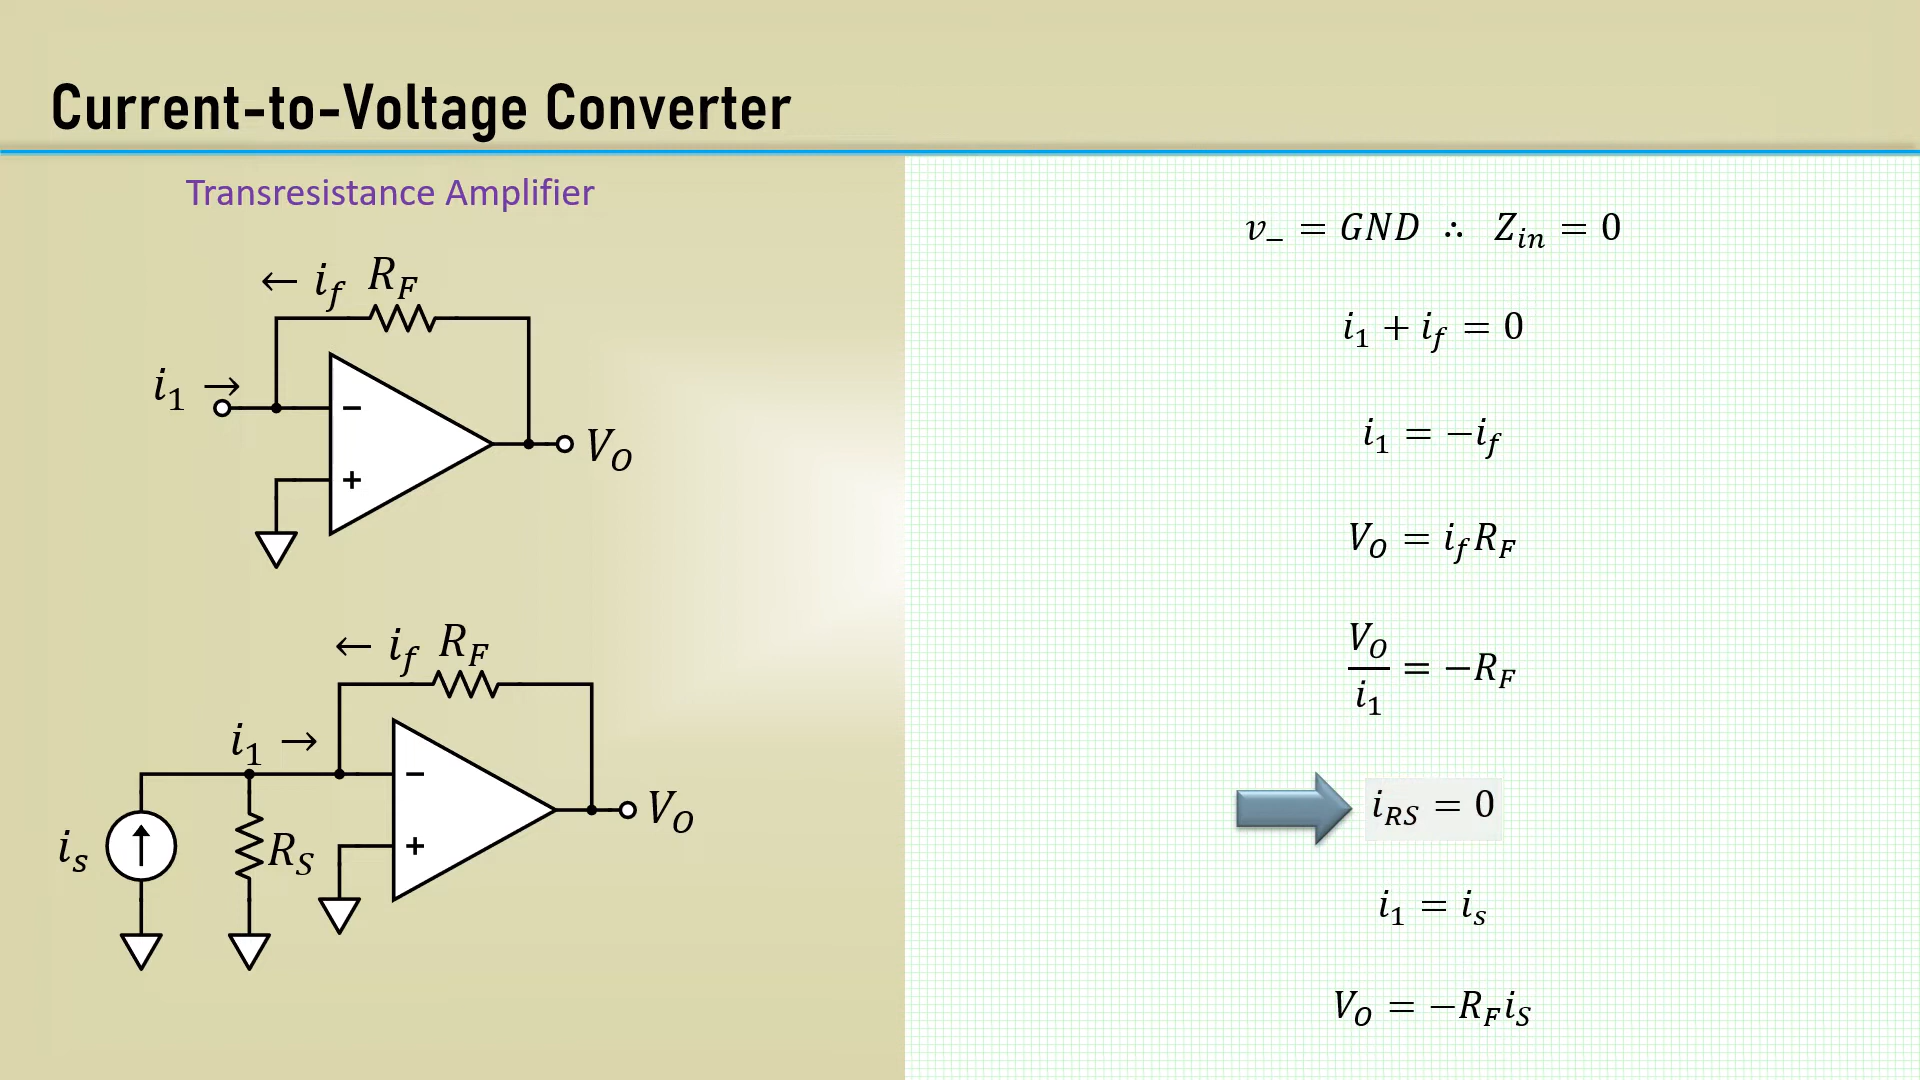 Current-to-Voltage Converter
Transresistance Amplifier
← i_f R_F
i_1 →
−
+
V_O
← i_f R_F
i_1 →
−
+
V_O
i_s
R_S
v_− = GND ∴ Z_in = 0
i_1 + i_f = 0
i_1 = −i_f
V_O = i_f R_F
V_O / i_1 = −R_F
i_RS = 0
i_1 = i_s
V_O = −R_F i_S